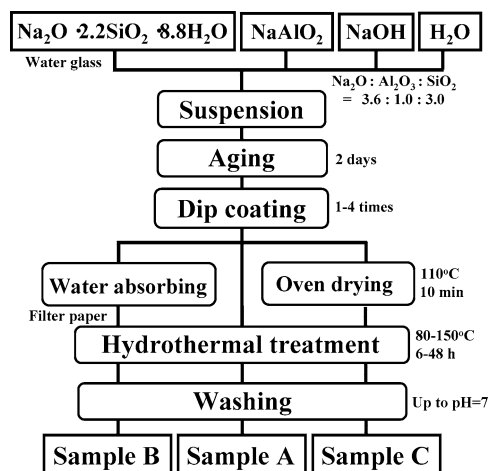 Na₂O ·2.2SiO₂ ·8.8H₂O NaAlO₂ NaOH H₂O
Water glass
Na₂O : Al₂O₃ : SiO₂
= 3.6 : 1.0 : 3.0
Suspension
Aging 2 days
Dip coating 1-4 times
Water absorbing Oven drying
110°C
10 min
Filter paper
Hydrothermal treatment
80-150°C
6-48 h
Washing Up to pH=7
Sample B Sample A Sample C